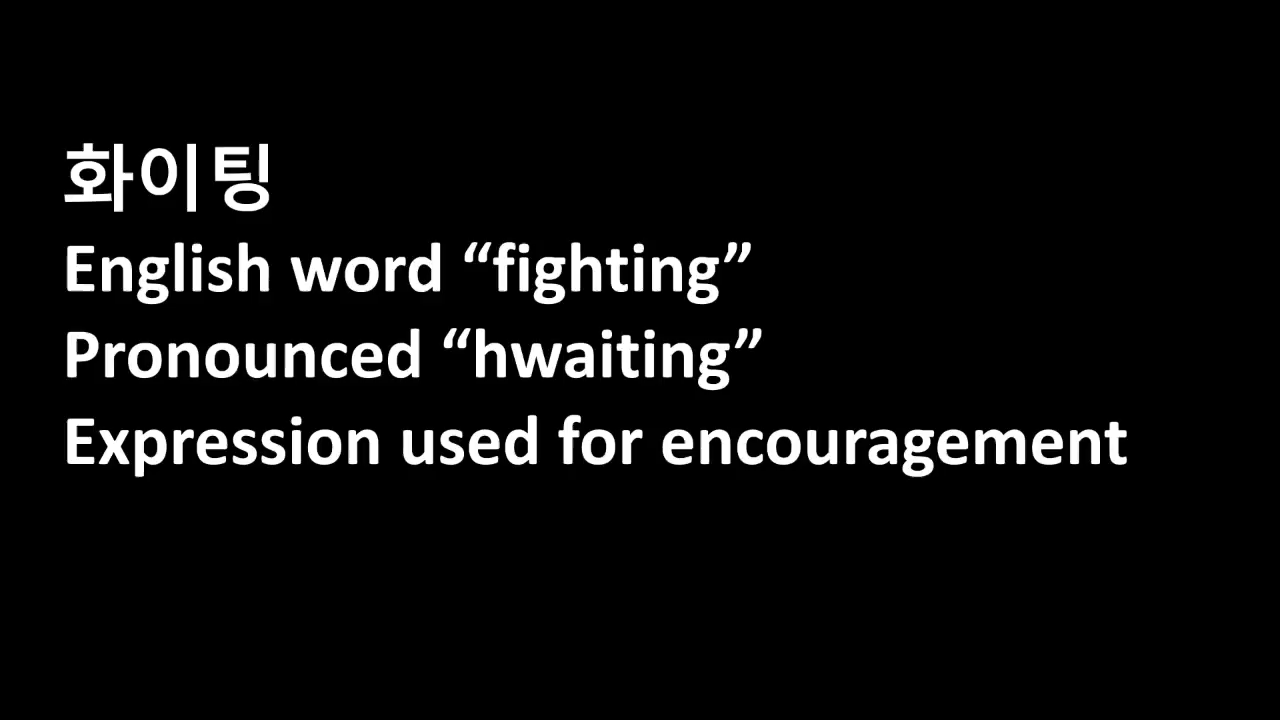 화이팅
English word “fighting”
Pronounced “hwaiting”
Expression used for encouragement